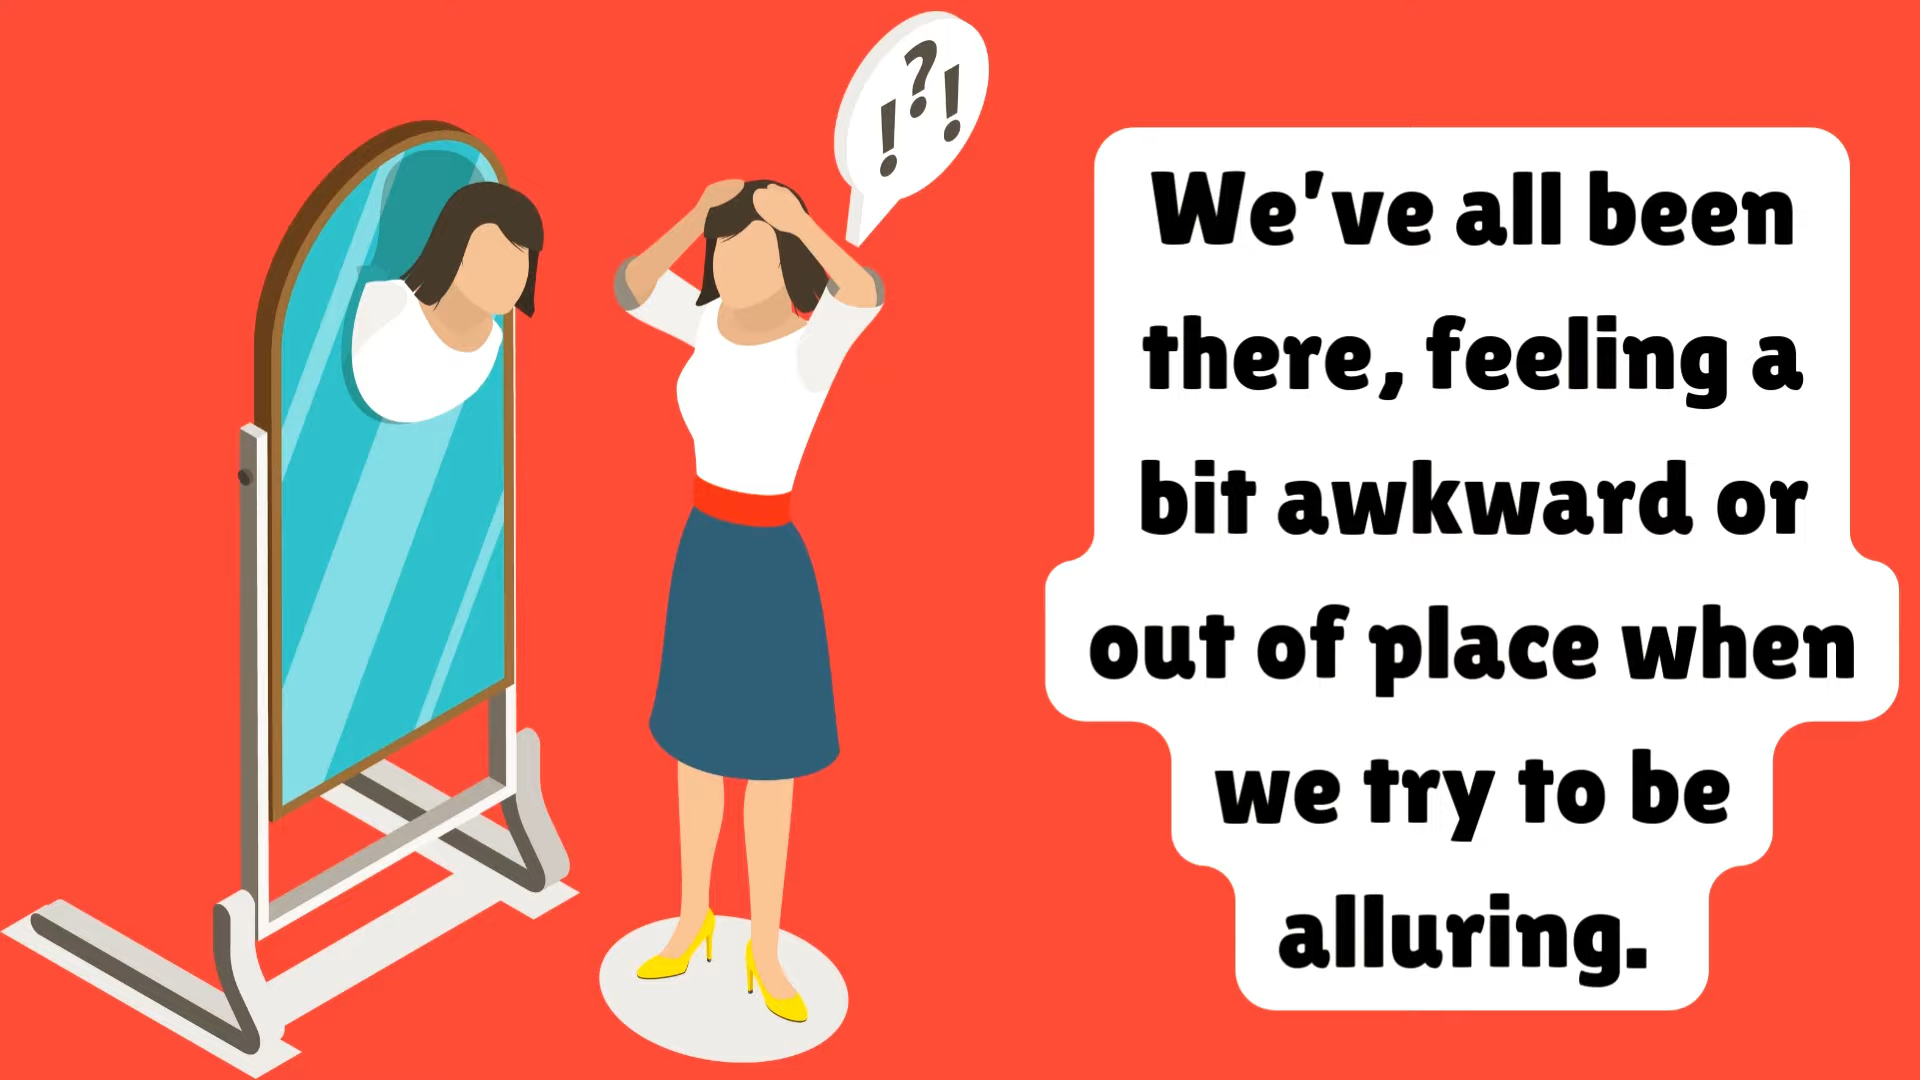 !?!
We've all been
there, feeling a
bit awkward or
out of place when
we try to be
alluring.